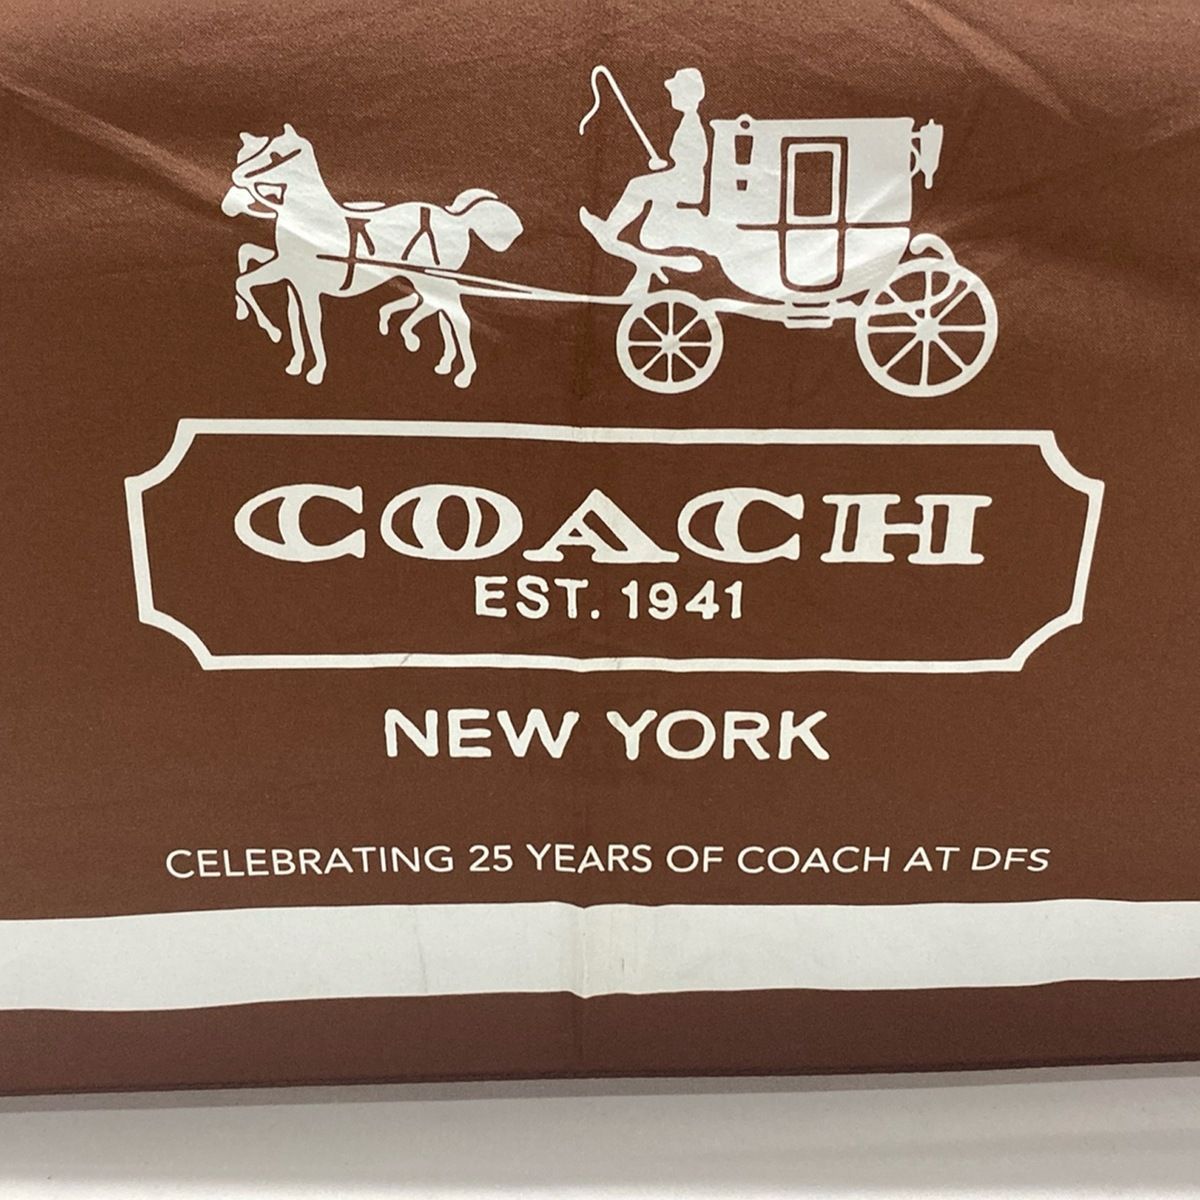 COACH
EST. 1941
NEW YORK
CELEBRATING 25 YEARS OF COACH AT DFS